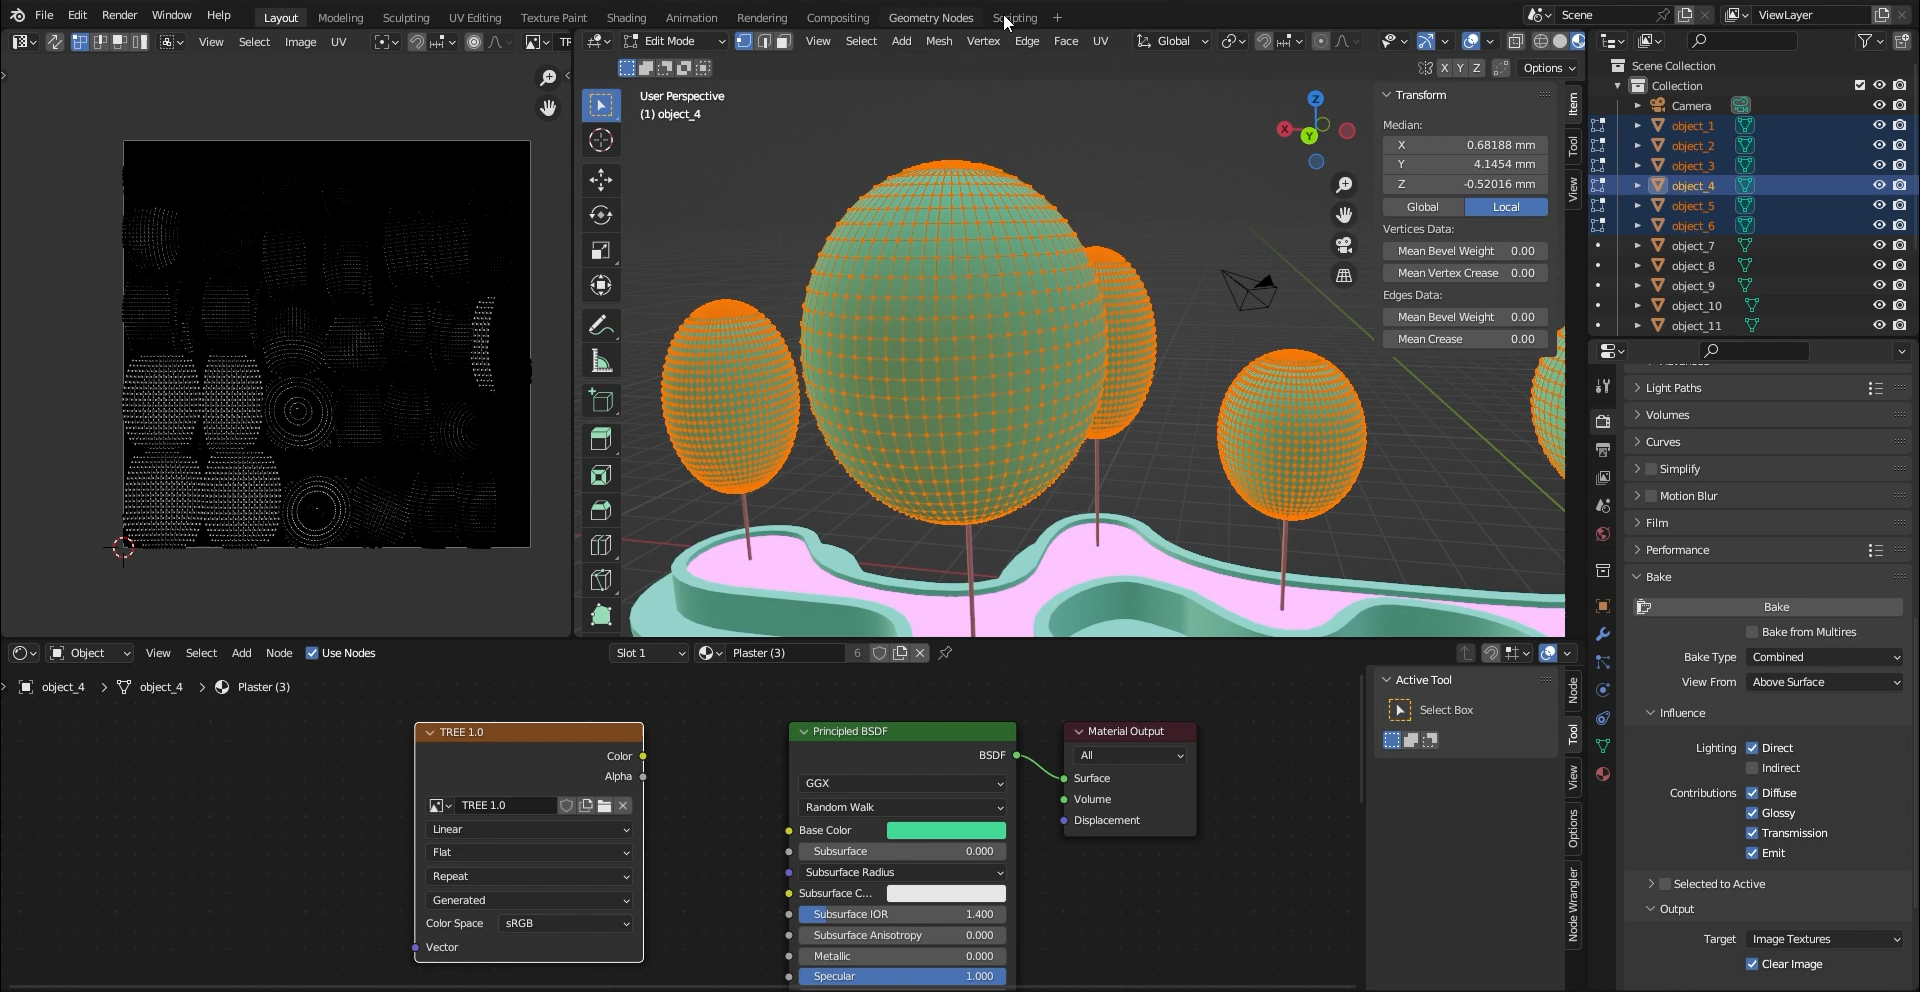 File Edit Render Window Help Layout Modeling Sculpting UV Editing Texture Paint Shading Animation Rendering Compositing Geometry Nodes Scripting + Scene ViewLayer
View Select Image UV
Edit Mode View Select Add Mesh Vertex Edge Face UV Global
X Y Z Options
User Perspective
(1) object_4
Z
X
Y
Transform
Median:
X 0.68188 mm
Y 4.1454 mm
Z -0.52016 mm
Global Local
Vertices Data:
Mean Bevel Weight 0.00
Mean Vertex Crease 0.00
Edges Data:
Mean Bevel Weight 0.00
Mean Crease 0.00
Item
Tool
View
Scene Collection
Collection
Camera
object_1
object_2
object_3
object_4
object_5
object_6
object_7
object_8
object_9
object_10
object_11
Light Paths
Volumes
Curves
Simplify
Motion Blur
Film
Performance
Bake
Bake
Bake from Multires
Bake Type Combined
View From Above Surface
Influence
Lighting Direct
Indirect
Contributions Diffuse
Glossy
Transmission
Emit
Selected to Active
Output
Target Image Textures
Clear Image
Object View Select Add Node Use Nodes Slot 1 Plaster (3) 6
object_4 > object_4 > Plaster (3)
TREE 1.0
Color
Alpha
TREE 1.0
Linear
Flat
Repeat
Generated
Color Space sRGB
Vector
Principled BSDF
BSDF
GGX
Random Walk
Base Color
Subsurface 0.000
Subsurface Radius
Subsurface C...
Subsurface IOR 1.400
Subsurface Anisotropy 0.000
Metallic 0.000
Specular 1.000
Material Output
All
Surface
Volume
Displacement
Active Tool
Select Box
Node
Tool
View
Options
Node Wrangler